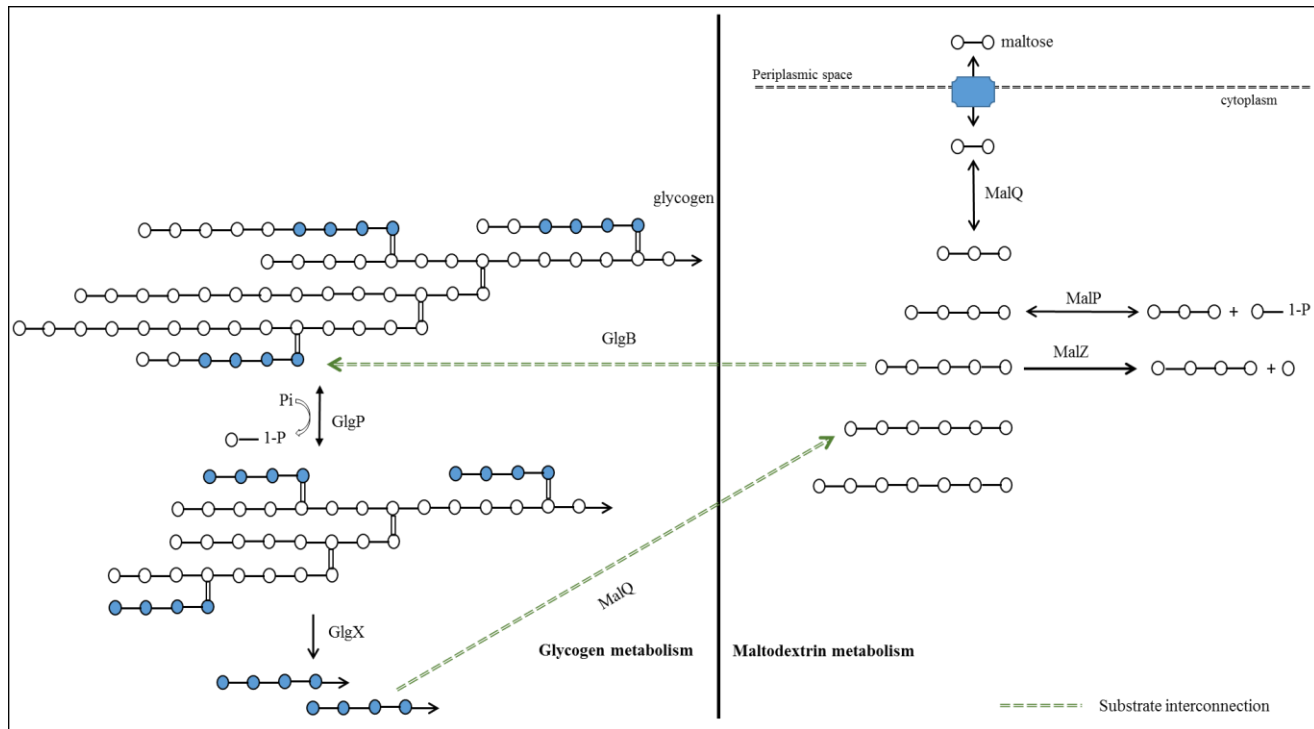 maltose
Periplasmic space
cytoplasm
MalQ
glycogen
MalP
+
1-P
GlgB
MalZ
+
Pi
GlgP
1-P
MalQ
GlgX
Glycogen metabolism
Maltodextrin metabolism
Substrate interconnection